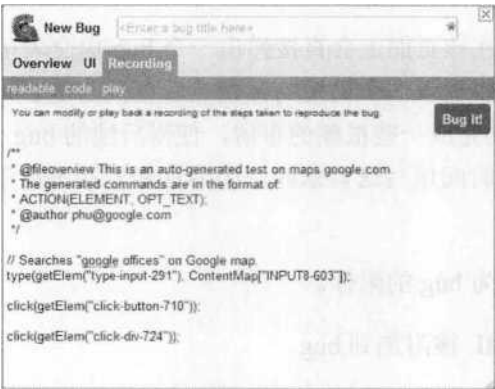 New Bug <Enter a bug title here> *
Overview UI Recording
readable code play
You can modify or play back a recording of the steps taken to reproduce the bug.
Bug It!
/**
* @fileoverview This is an auto-generated test on maps.google.com
* The generated commands are in the format of:
* ACTION(ELEMENT, OPT_TEXT);
* @author phu@google.com
*/
// Searches "google offices" on Google map.
type(getElem("type-input-291"), ContentMap["INPUT8-603"]);
click(getElem("click-button-710"));
click(getElem("click-div-724"));